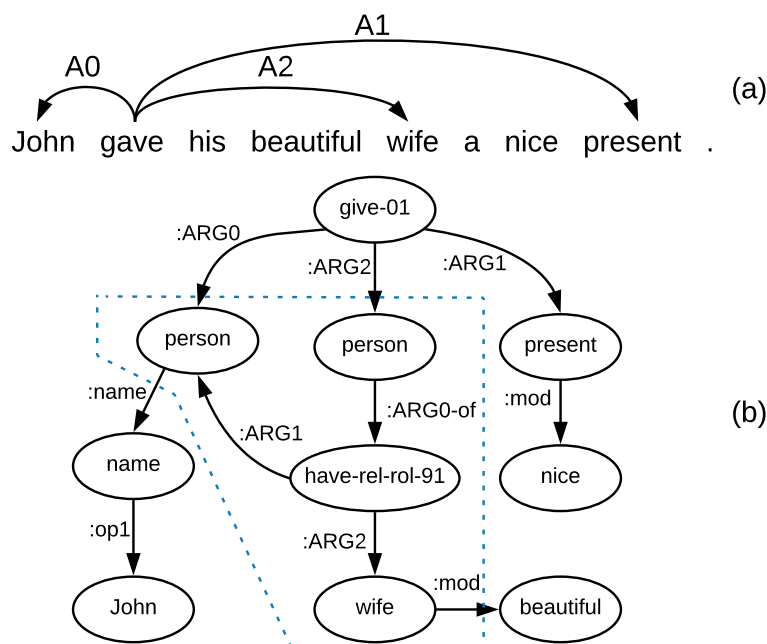 A1
A0 A2
(a)
John gave his beautiful wife a nice present .
give-01
:ARG0 :ARG2 :ARG1
person person present
:name :ARG0-of :mod
(b)
:ARG1
name have-rel-rol-91 nice
:op1 :ARG2
:mod
John wife beautiful